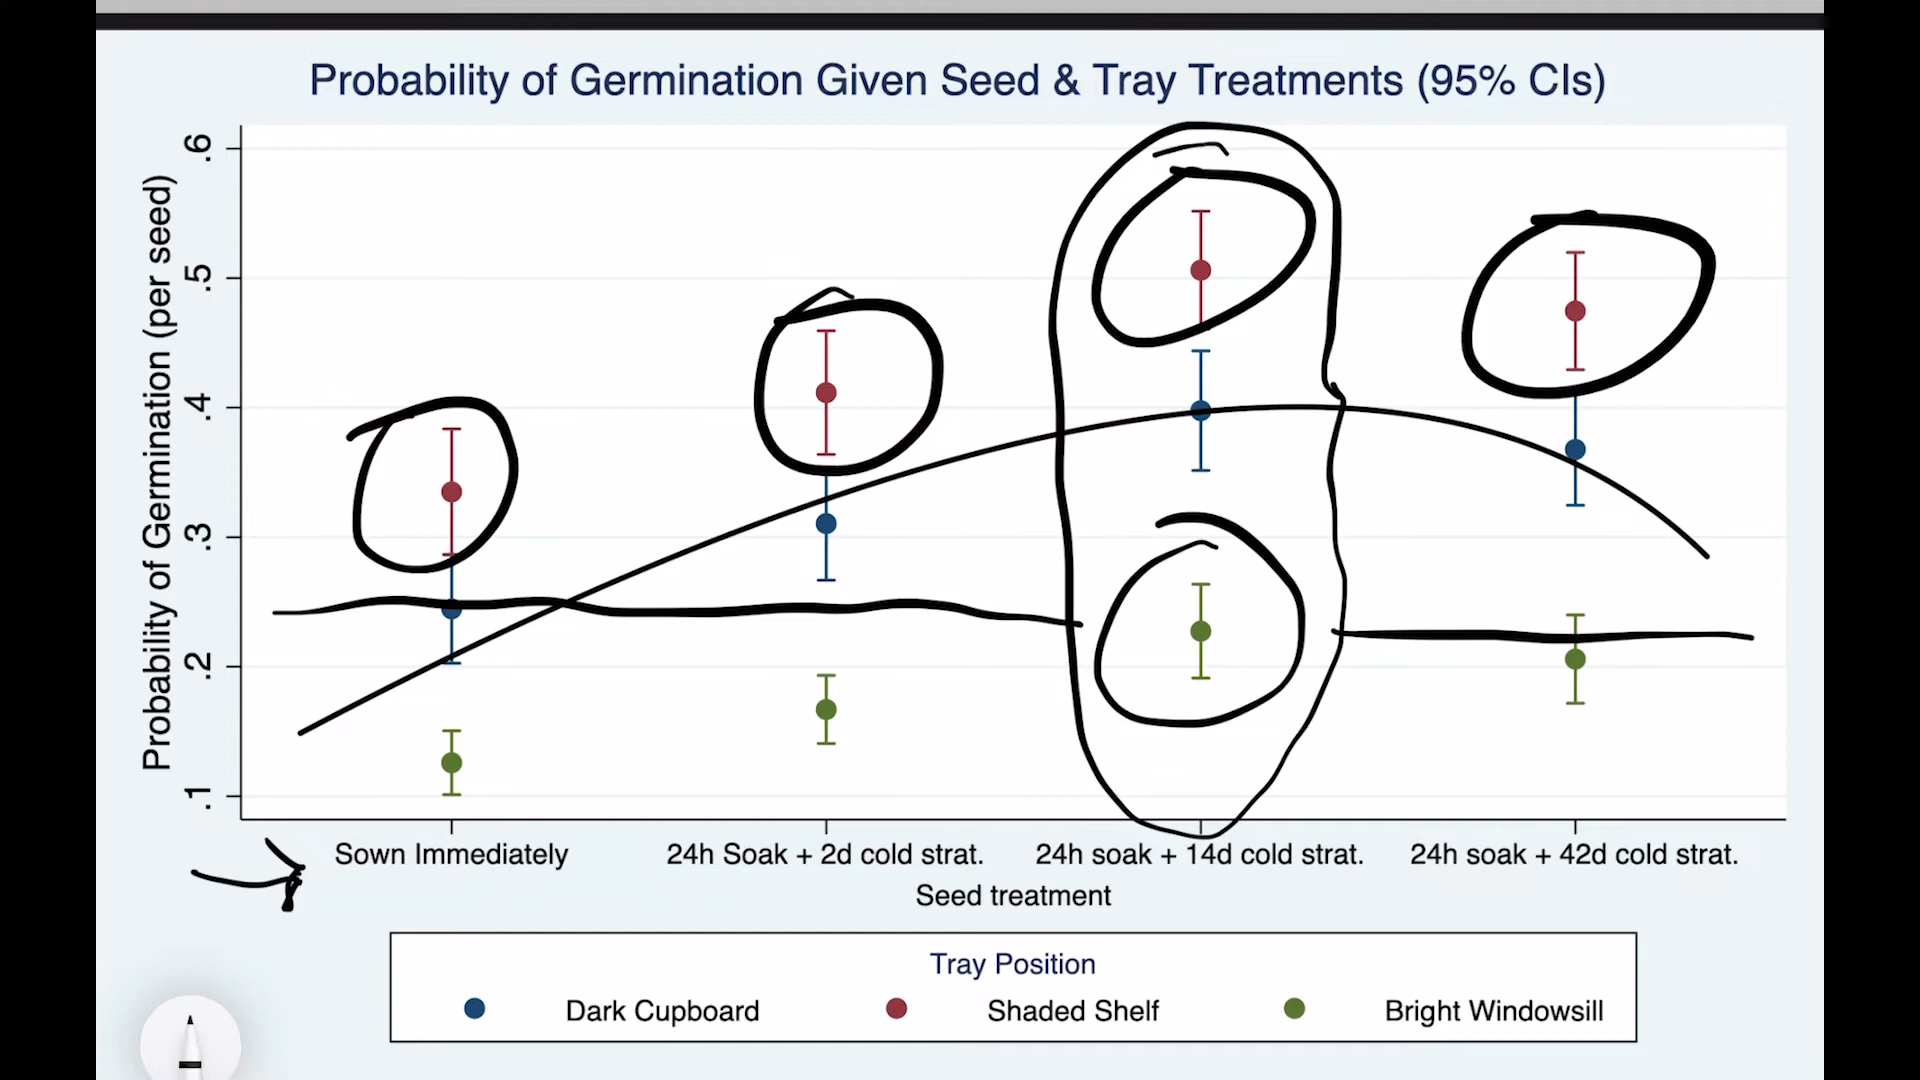 Probability of Germination Given Seed & Tray Treatments (95% CIs)
Probability of Germination (per seed)
.6
.5
.4
.3
.2
.1
Sown Immediately
24h Soak + 2d cold strat.
24h soak + 14d cold strat.
24h soak + 42d cold strat.
Seed treatment
Tray Position
Dark Cupboard
Shaded Shelf
Bright Windowsill